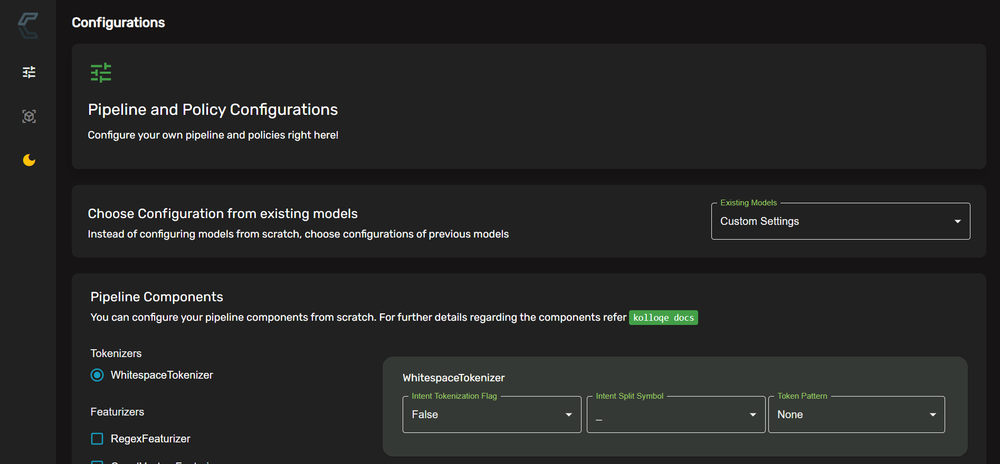 Configurations
Pipeline and Policy Configurations
Configure your own pipeline and policies right here!
Choose Configuration from existing models
Instead of configuring models from scratch, choose configurations of previous models
Existing Models
Custom Settings
Pipeline Components
You can configure your pipeline components from scratch. For further details regarding the components refer kolloqe docs
Tokenizers
WhitespaceTokenizer
Featurizers
RegexFeaturizer
WhitespaceTokenizer
Intent Tokenization Flag
False
Intent Split Symbol
_
Token Pattern
None